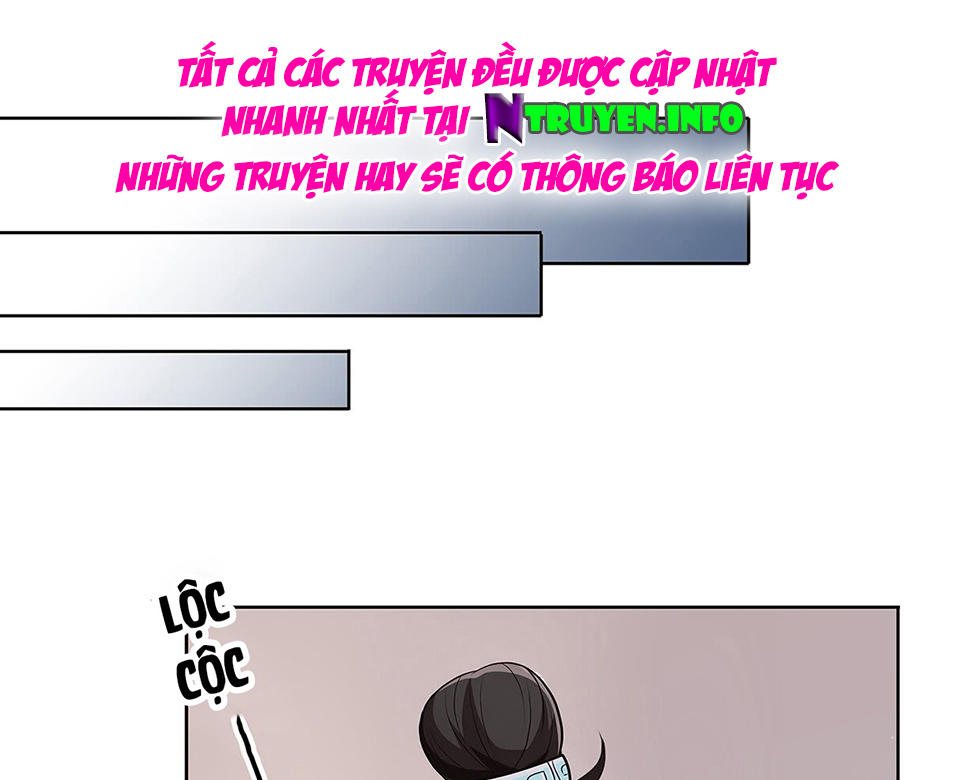 TẤT CẢ CÁC TRUYỆN ĐỀU ĐƯỢC CẬP NHẬT
NHANH NHẤT TẠI NTRUYEN.INFO
NHỮNG TRUYỆN HAY SẼ CÓ THÔNG BÁO LIÊN TỤC
LỘC
CỘC